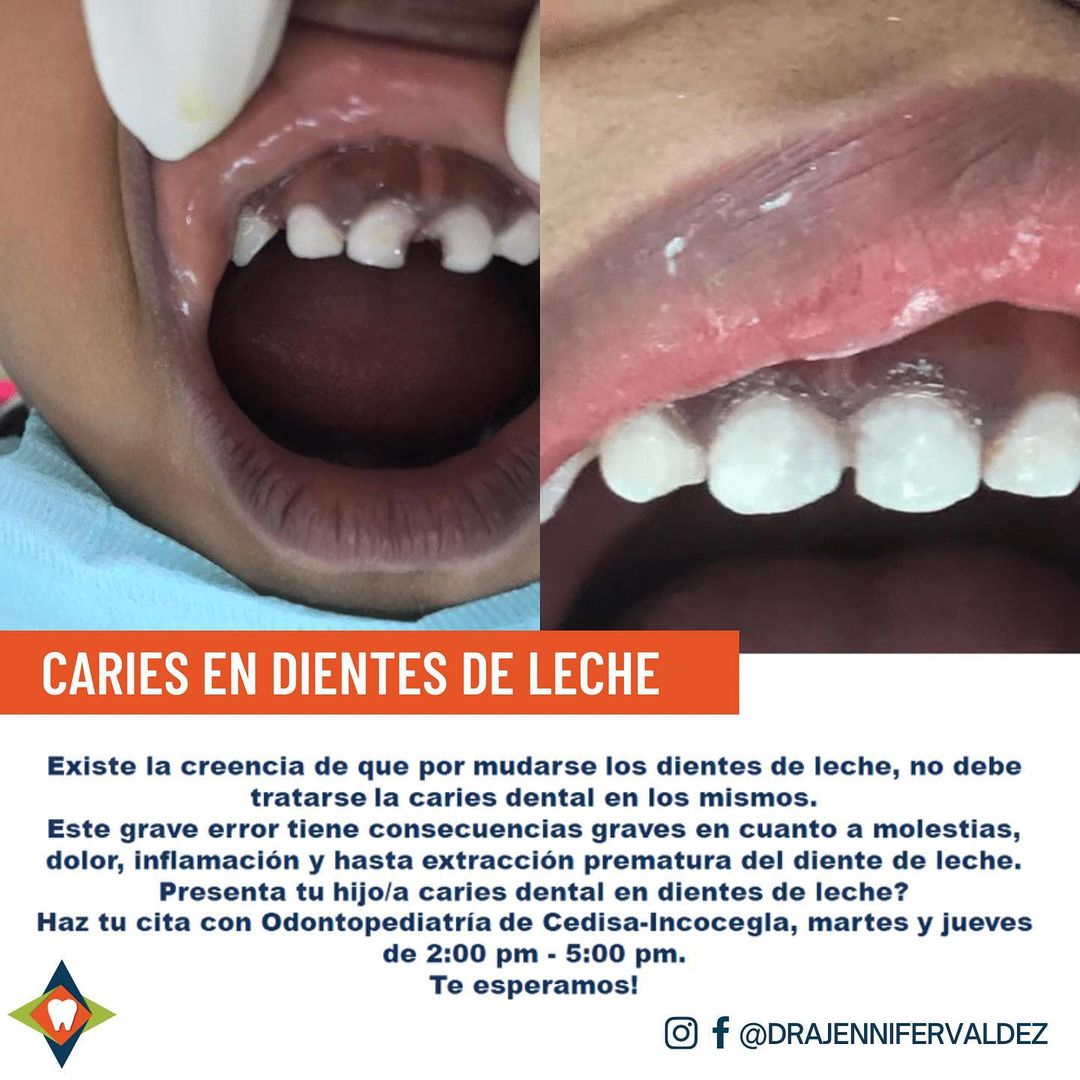 CARIES EN DIENTES DE LECHE
Existe la creencia de que por mudarse los dientes de leche, no debe
tratarse la caries dental en los mismos.
Este grave error tiene consecuencias graves en cuanto a molestias,
dolor, inflamación y hasta extracción prematura del diente de leche.
Presenta tu hijo/a caries dental en dientes de leche?
Haz tu cita con Odontopediatría de Cedisa-Incocegla, martes y jueves
de 2:00 pm - 5:00 pm.
Te esperamos!
@DRAJENNIFERVALDEZ